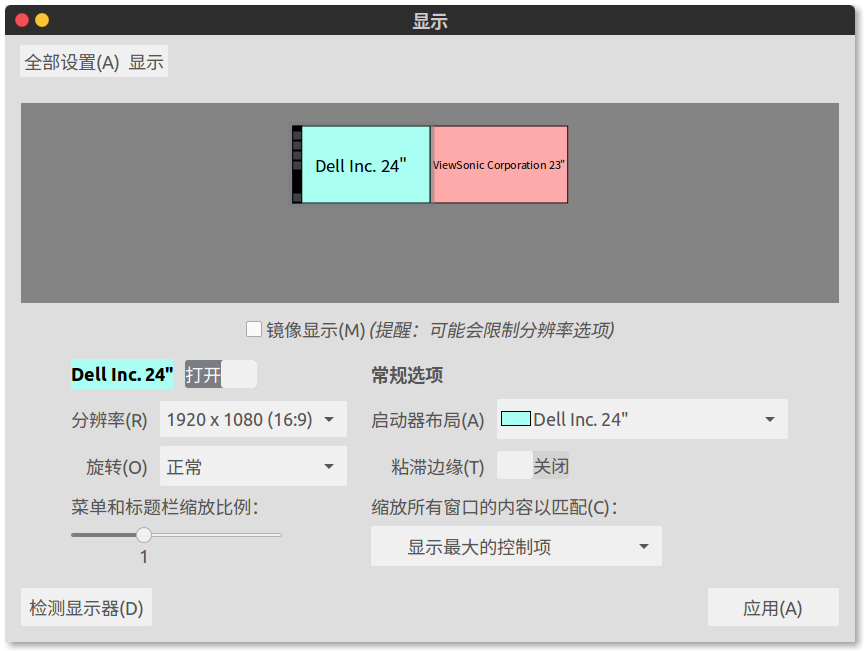 显示
全部设置(A) 显示
Dell Inc. 24"
ViewSonic Corporation 23"
镜像显示(M) (提醒：可能会限制分辨率选项)
Dell Inc. 24" 打开
常规选项
分辨率(R) 1920 x 1080 (16:9)
启动器布局(A) Dell Inc. 24"
旋转(O) 正常
粘滞边缘(T) 关闭
菜单和标题栏缩放比例：
缩放所有窗口的内容以匹配(C)：
1
显示最大的控制项
检测显示器(D)
应用(A)